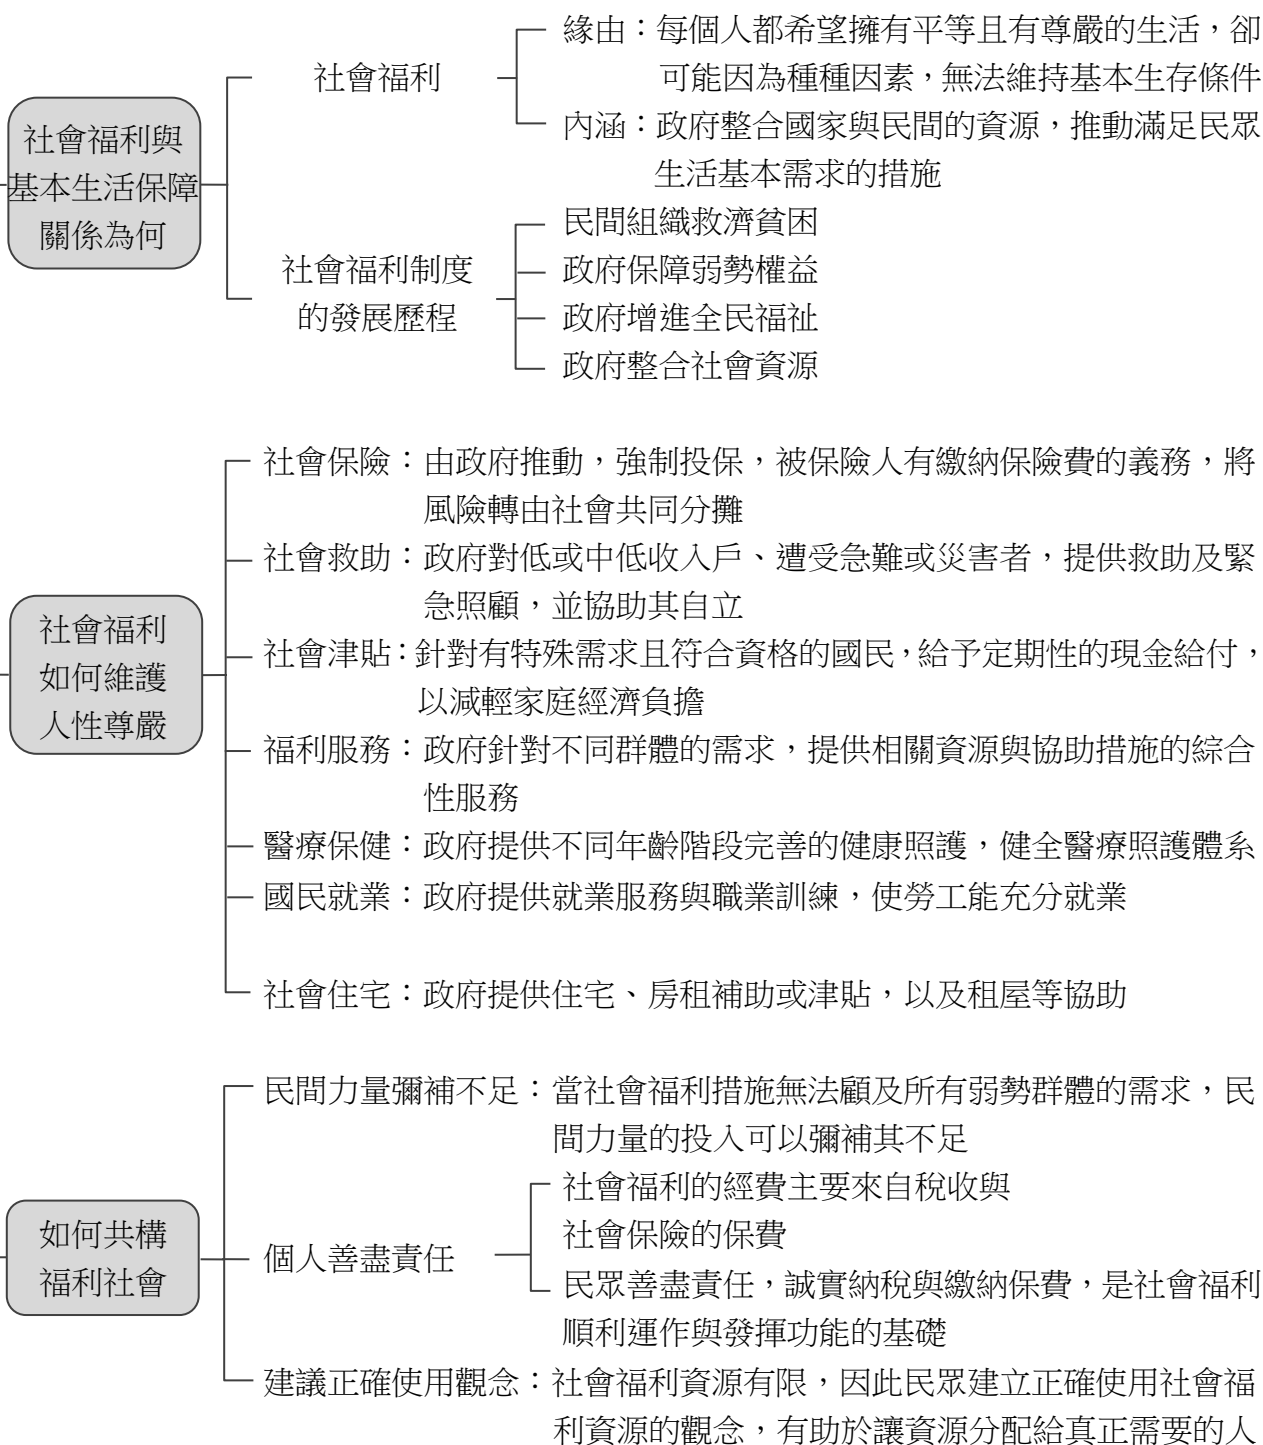 社會福利與
基本生活保障
關係為何
社會福利
緣由：每個人都希望擁有平等且有尊嚴的生活，卻
可能因為種種因素，無法維持基本生存條件
內涵：政府整合國家與民間的資源，推動滿足民眾
生活基本需求的措施
社會福利制度
的發展歷程
民間組織救濟貧困
政府保障弱勢權益
政府增進全民福祉
政府整合社會資源
社會福利
如何維護
人性尊嚴
社會保險：由政府推動，強制投保，被保險人有繳納保險費的義務，將
風險轉由社會共同分攤
社會救助：政府對低或中低收入戶、遭受急難或災害者，提供救助及緊
急照顧，並協助其自立
社會津貼：針對有特殊需求且符合資格的國民，給予定期性的現金給付，
以減輕家庭經濟負擔
福利服務：政府針對不同群體的需求，提供相關資源與協助措施的綜合
性服務
醫療保健：政府提供不同年齡階段完善的健康照護，健全醫療照護體系
國民就業：政府提供就業服務與職業訓練，使勞工能充分就業
社會住宅：政府提供住宅、房租補助或津貼，以及租屋等協助
如何共構
福利社會
民間力量彌補不足：當社會福利措施無法顧及所有弱勢群體的需求，民
間力量的投入可以彌補其不足
個人善盡責任
社會福利的經費主要來自稅收與
社會保險的保費
民眾善盡責任，誠實納稅與繳納保費，是社會福利
順利運作與發揮功能的基礎
建議正確使用觀念：社會福利資源有限，因此民眾建立正確使用社會福
利資源的觀念，有助於讓資源分配給真正需要的人